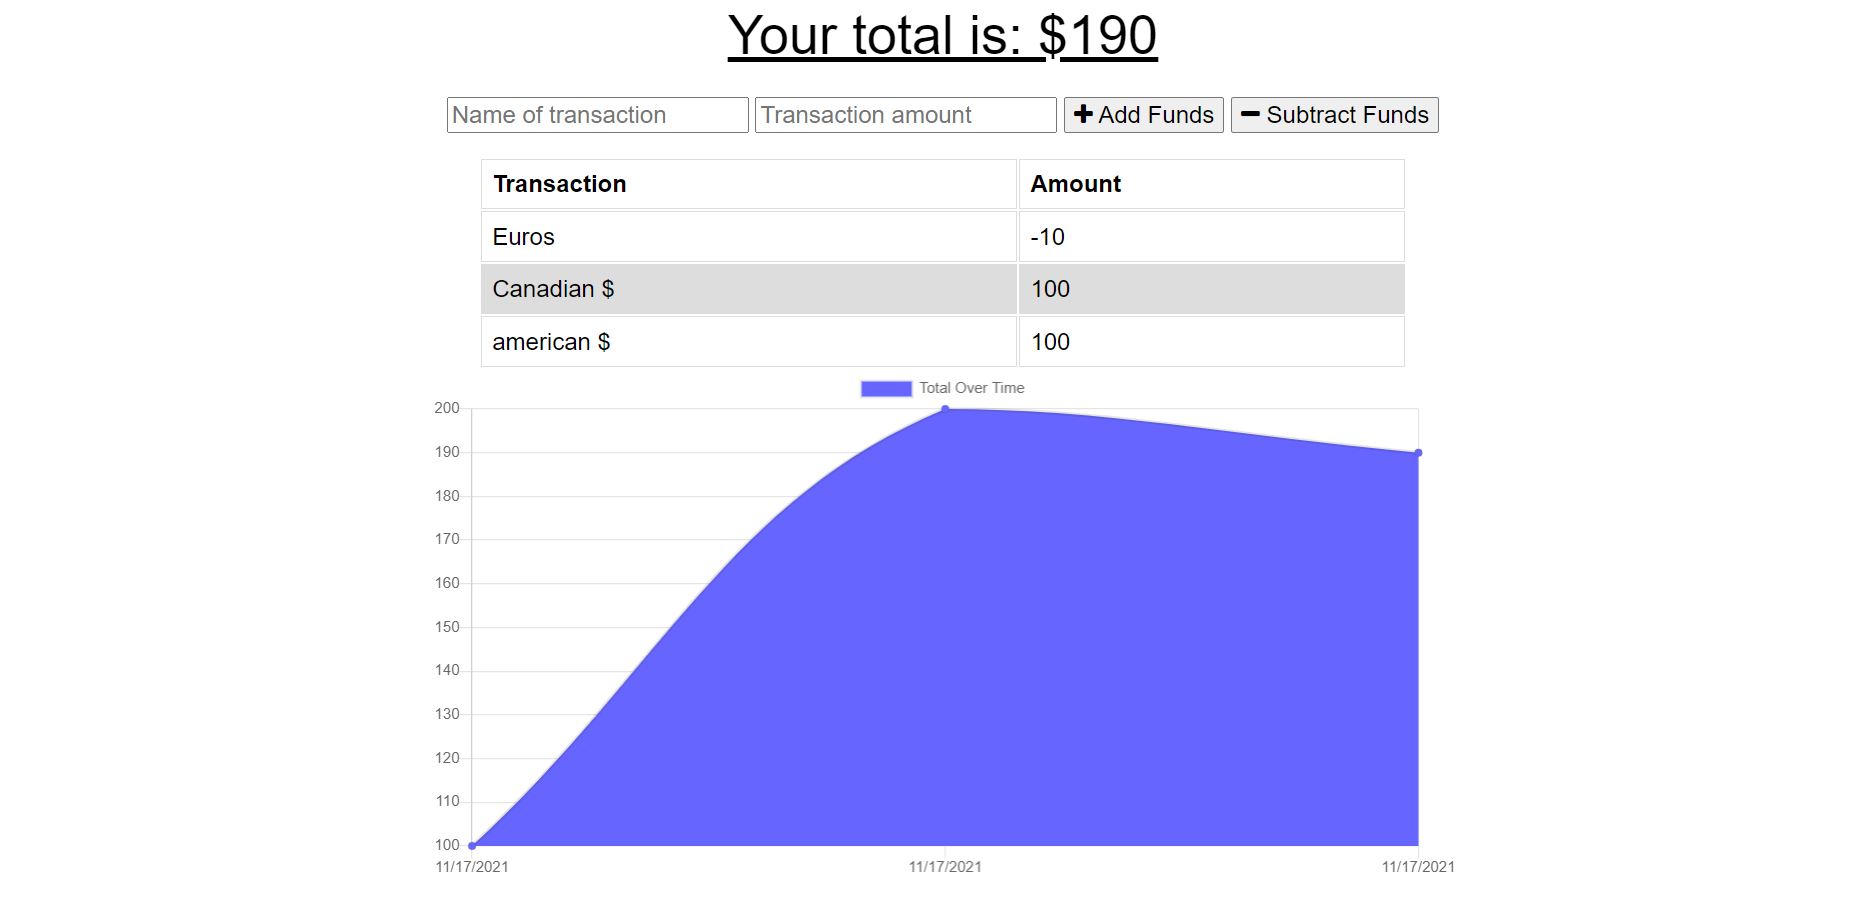 Your total is: $190
Name of transaction Transaction amount Add Funds Subtract Funds
Transaction Amount
Euros -10
Canadian $ 100
american $ 100
Total Over Time
200
190
180
170
160
150
140
130
120
110
100
11/17/2021 11/17/2021 11/17/2021